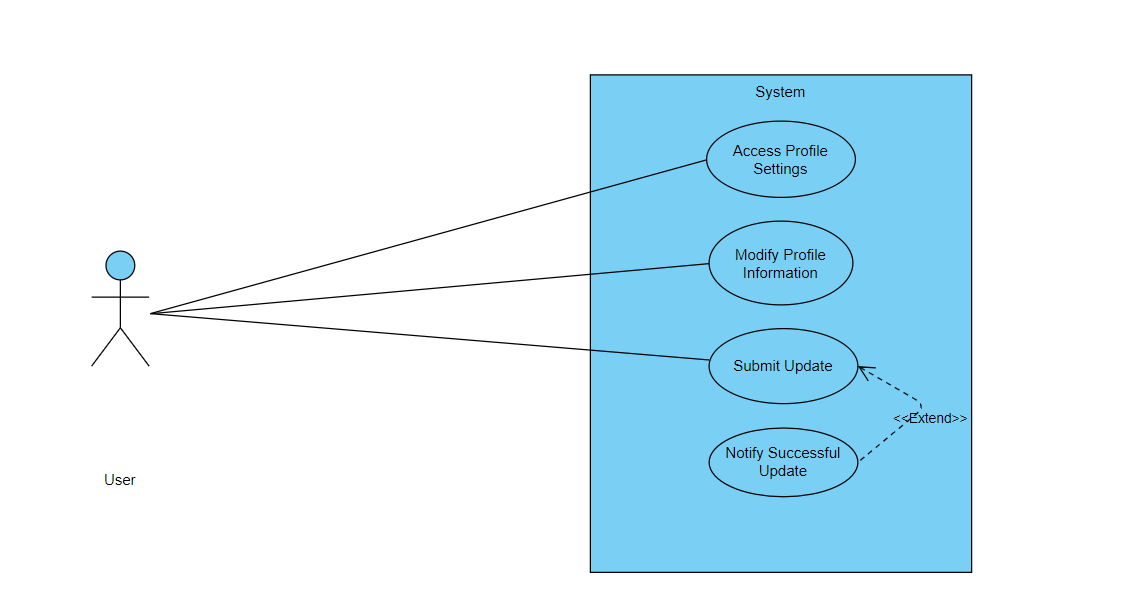 System
Access Profile
Settings
Modify Profile
Information
Submit Update
<<Extend>>
Notify Successful
Update
User